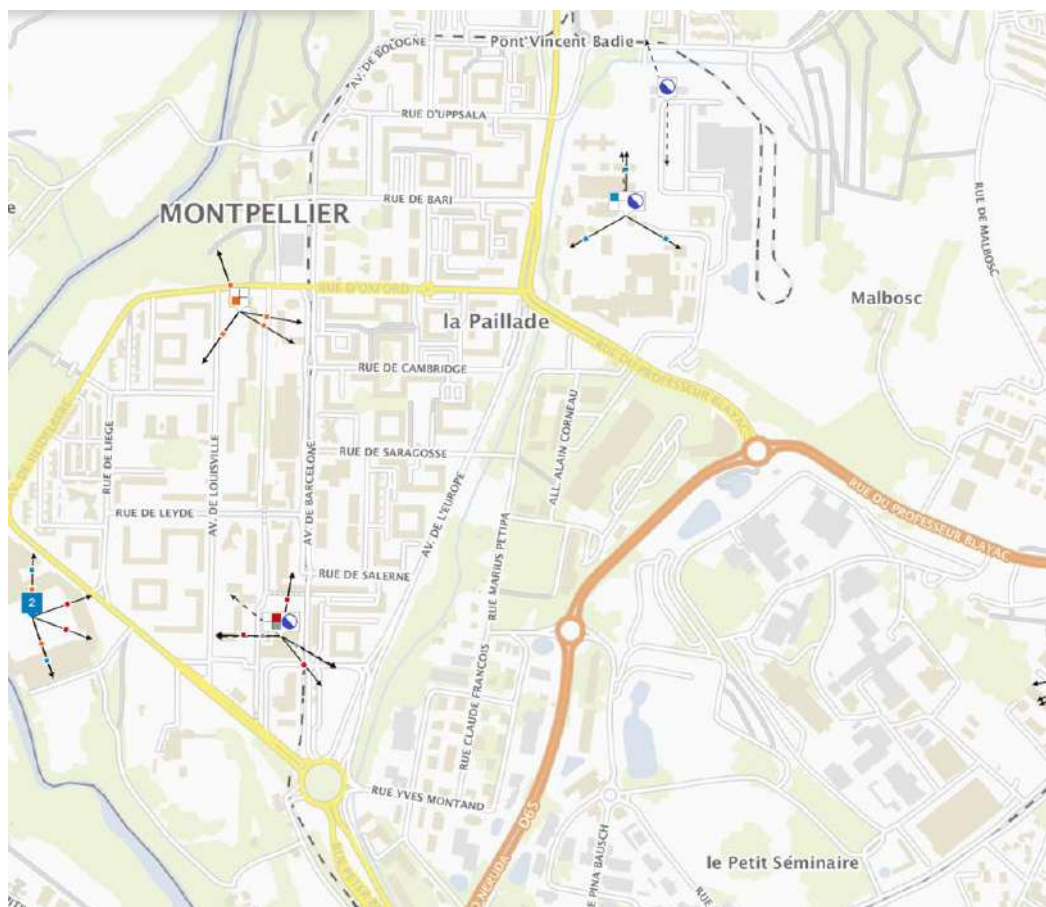 Pont Vincent Badie
AV. DE BOLOGNE
RUE D'UPPSALA
RUE DE BARI
MONTPELLIER
RUE DE MALBOSC
RUE D'OXFORD
Malbosc
la Paillade
RUE DU PROFESSEUR BLAYAC
RUE DE CAMBRIDGE
RUE DE LIEGE
AV. DE LOUISVILLE
AV. DE BARCELONE
RUE DE SARAGOSSE
ALL. ALAIN CORNEAU
AV. DE L'EUROPE
RUE DE LEYDE
RUE DU PROFESSEUR BLAYAC
RUE MARIUS PETIPA
RUE DE SALERNE
2
RUE CLAUDE FRANCOIS
RUE YVES MONTAND
D65
NERUDA
PINA BAUSCH
le Petit Séminaire